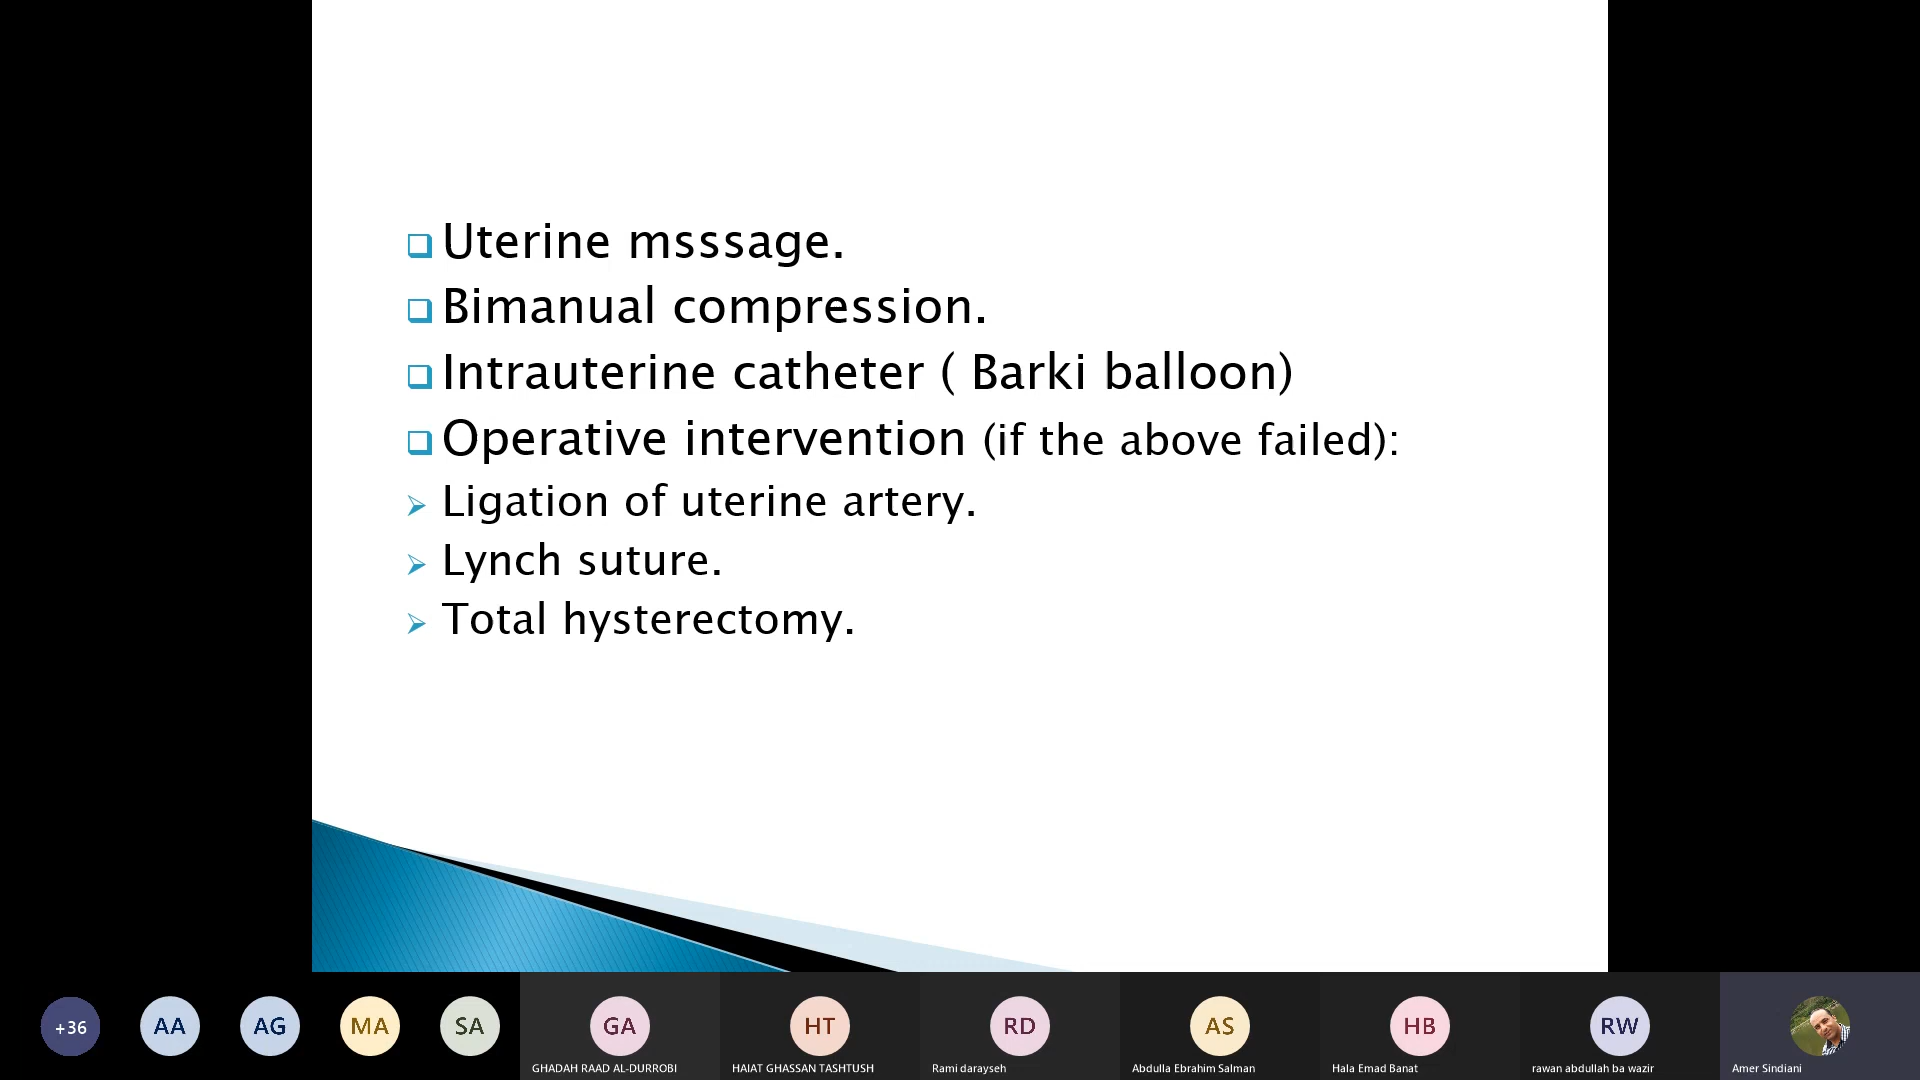 Uterine msssage.
Bimanual compression.
Intrauterine catheter ( Barki balloon)
Operative intervention (if the above failed):
Ligation of uterine artery.
Lynch suture.
Total hysterectomy.
+36
AA
AG
MA
SA
GA
HT
RD
AS
HB
RW
GHADAH RAAD AL-DURROBI
HAIAT GHASSAN TASHTUSH
Rami darayseh
Abdulla Ebrahim Salman
Hala Emad Banat
rawan abdullah ba wazir
Amer Sindiani